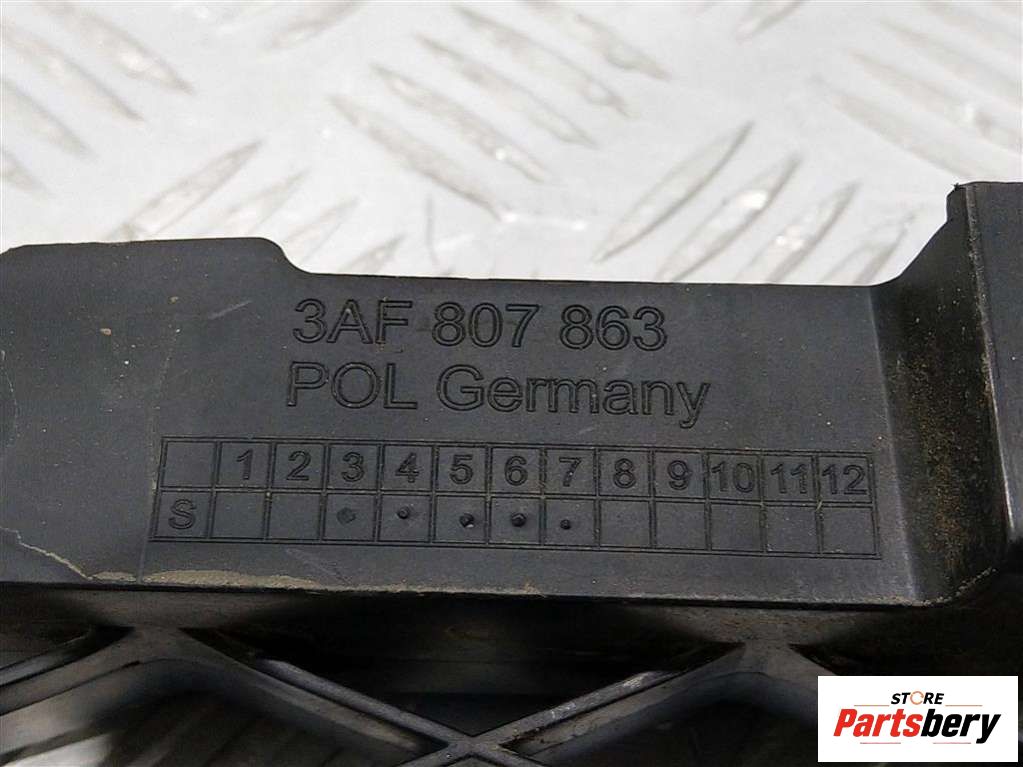 3AF 807 863
POL Germany
1 2 3 4 5 6 7 8 9 10 11 12
S
STORE
Partsbery